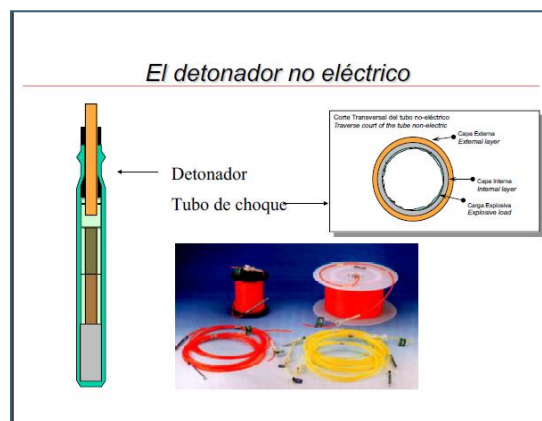 El detonador no eléctrico
Detonador
Tubo de choque
Corte Transversal del tubo no-eléctrico
Traverse court of the tube non-electric
Capa Externa
External layer
Capa Interna
Internal layer
Carga Explosiva
Explosive load